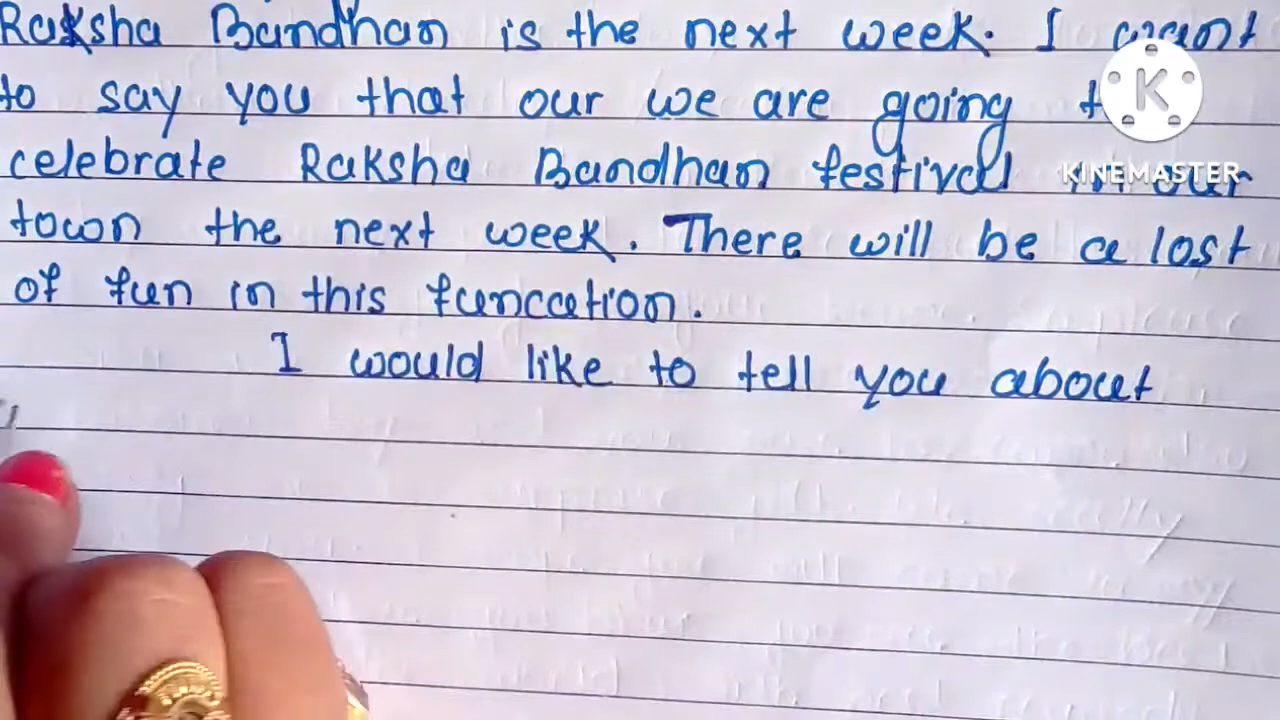 Raksha Bandhan is the next week. I want
to say you that our we are going
celebrate Raksha Bandhan festival in our
town the next week. There will be a lost
of fun in this funcation.
I would like to tell you about
K
KINEMASTER